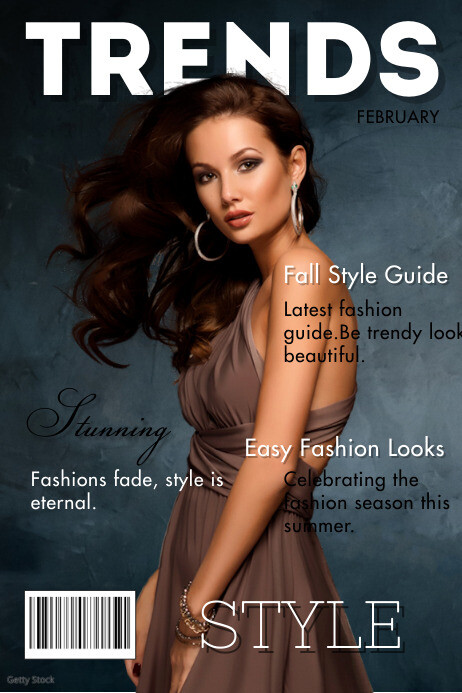 TRENDS
FEBRUARY
Fall Style Guide
Latest fashion
guide.Be trendy look
beautiful.
Stunning
Easy Fashion Looks
Fashions fade, style is
eternal.
Celebrating the
fashion season this
summer.
STYLE
Getty Stock